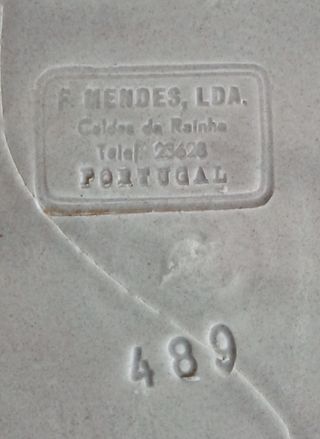 F. MENDES, LDA.
Caldas da Rainha
Telef. 23628
PORTUGAL
489